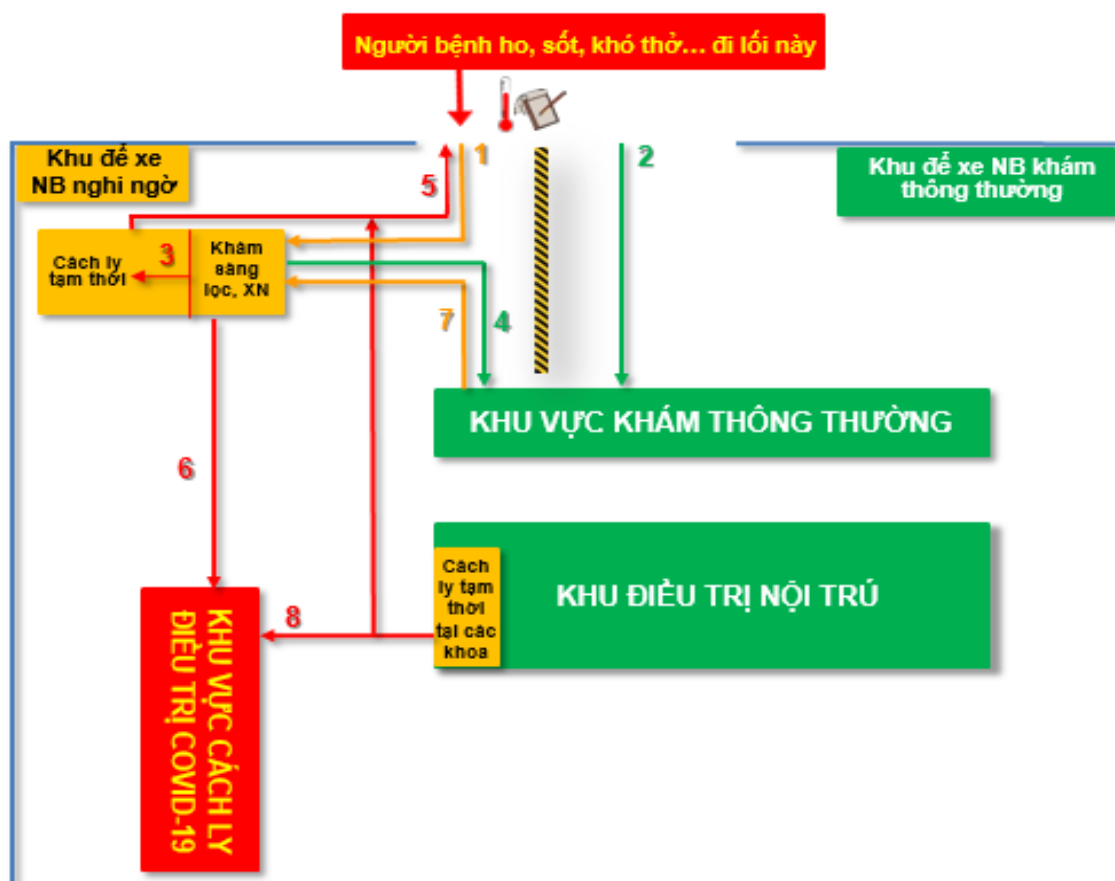 Người bệnh ho, sốt, khó thở... đi lối này
Khu để xe
NB nghi ngờ
1
2
Khu để xe NB khám
thông thường
5
Cách ly
tạm thời
3
Khám
sàng
lọc, XN
7
4
KHU VỰC KHÁM THÔNG THƯỜNG
6
Cách
ly tạm
thời
tại các
khoa
KHU ĐIỀU TRỊ NỘI TRÚ
8
KHU VỰC CÁCH LY
ĐIỀU TRỊ COVID-19